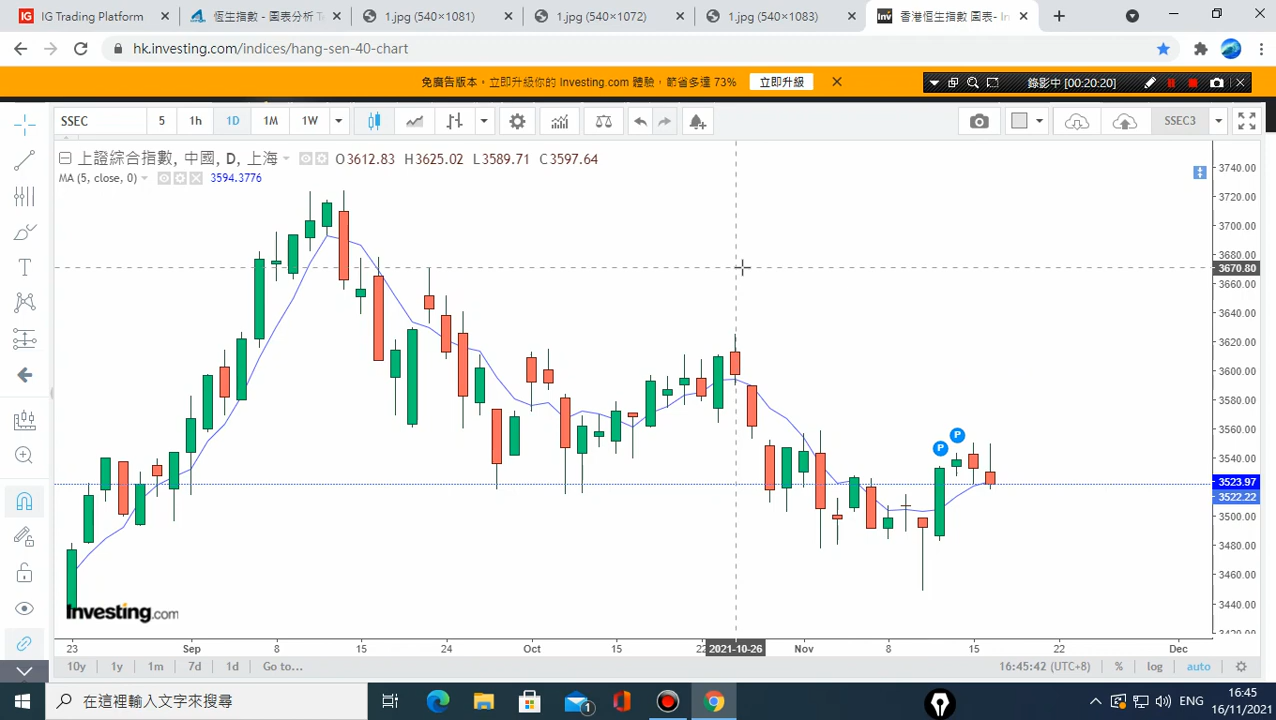 IG Trading Platform
恆生指數 - 圖表分析 T
1.jpg (540×1081)
1.jpg (540×1072)
1.jpg (540×1083)
香港恒生指數 圖表- In
hk.investing.com/indices/hang-sen-40-chart
免廣告版本。立即升級你的 Investing.com 體驗,節省多達 73%
立即升級
錄影中 [00:20:20]
SSEC
5
1h
1D
1M
1W
SSEC3
上證綜合指數, 中國, D, 上海
O3612.83 H3625.02 L3589.71 C3597.64
MA (5, close, 0)
3594.3776
3740.00
3720.00
3700.00
3680.00
3670.80
3660.00
3640.00
3620.00
3600.00
3580.00
3560.00
3540.00
3523.97
3522.22
3500.00
3480.00
3460.00
3440.00
3420.00
P
P
Investing.com
23 Sep 8 15 24 Oct 15 22 2021-10-26 Nov 8 15 22 Dec
10y 1y 1m 7d 1d Go to... 16:45:42 (UTC+8) % log auto
在這裡輸入文字來搜尋
1
ENG
16:45
16/11/2021